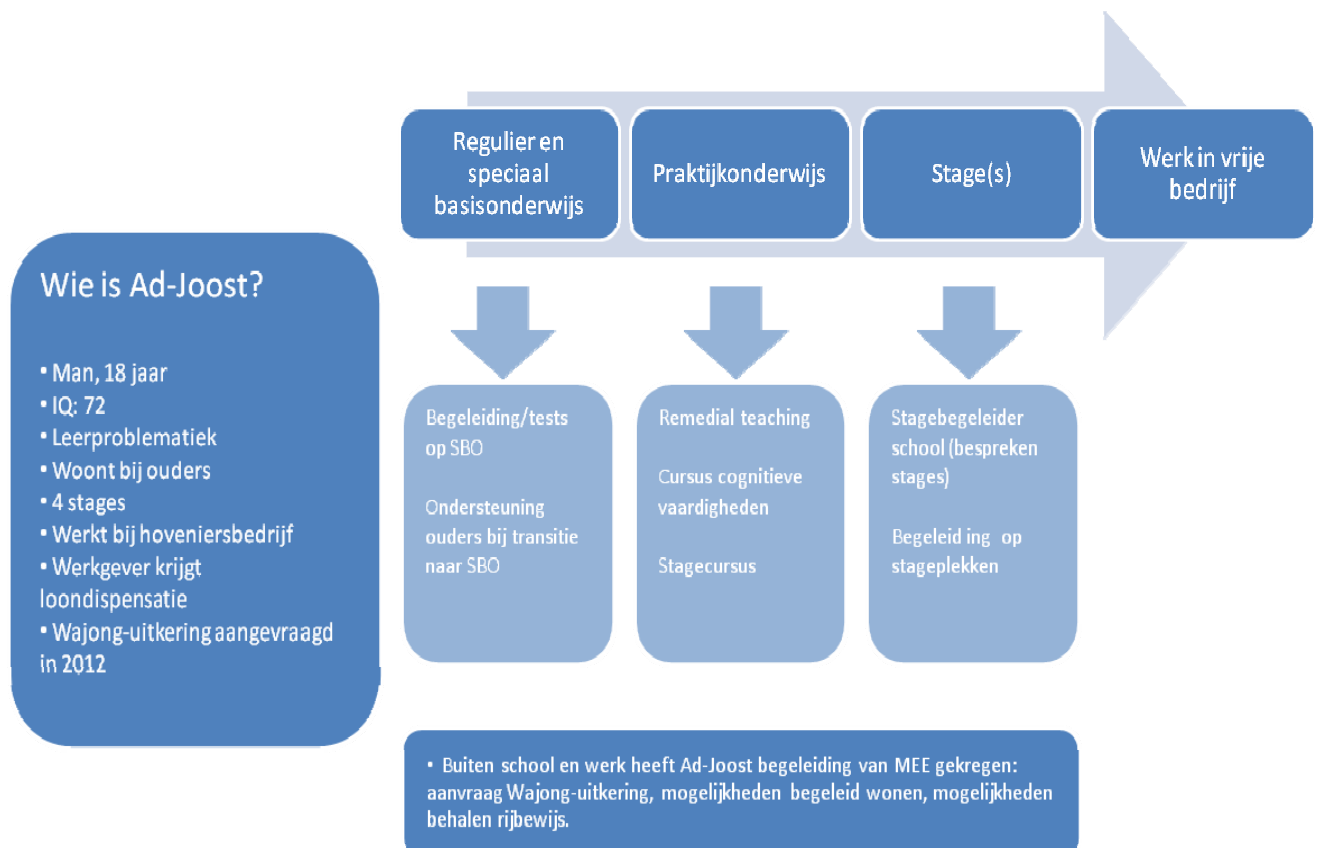 Regulier en
speciaal
basisonderwijs
Praktijkonderwijs
Stage(s)
Werk in vrije
bedrijf
Wie is Ad-Joost?
• Man, 18 jaar
• IQ: 72
• Leerproblematiek
• Woont bij ouders
• 4 stages
• Werkt bij hoveniersbedrijf
• Werkgever krijgt
loondispensatie
• Wajong-uitkering aangevraagd
in 2012
Begeleiding/tests
op SBO
Ondersteuning
ouders bij transitie
naar SBO
Remedial teaching
Cursus cognitieve
vaardigheden
Stagecursus
Stagebegeleider
school (bespreken
stages)
Begeleid ing op
stageplekken
• Buiten school en werk heeft Ad-Joost begeleiding van MEE gekregen:
aanvraag Wajong-uitkering, mogelijkheden begeleid wonen, mogelijkheden
behalen rijbewijs.